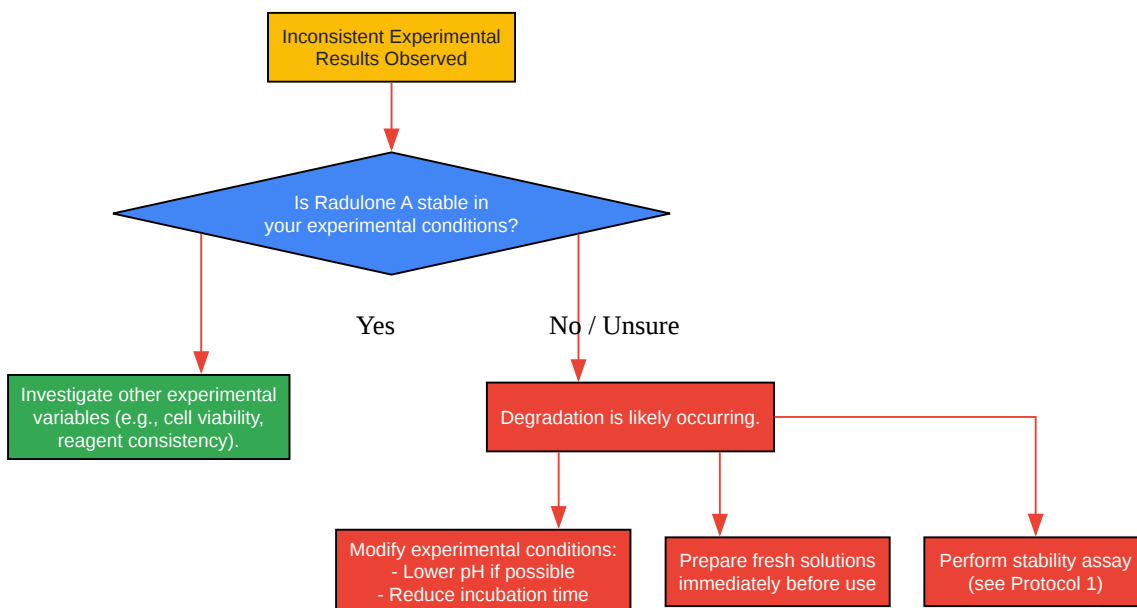 Inconsistent Experimental
Results Observed
Is Radulone A stable in
your experimental conditions?
Yes
No / Unsure
Investigate other experimental
variables (e.g., cell viability,
reagent consistency).
Degradation is likely occurring.
Modify experimental conditions:
- Lower pH if possible
- Reduce incubation time
Prepare fresh solutions
immediately before use
Perform stability assay
(see Protocol 1)